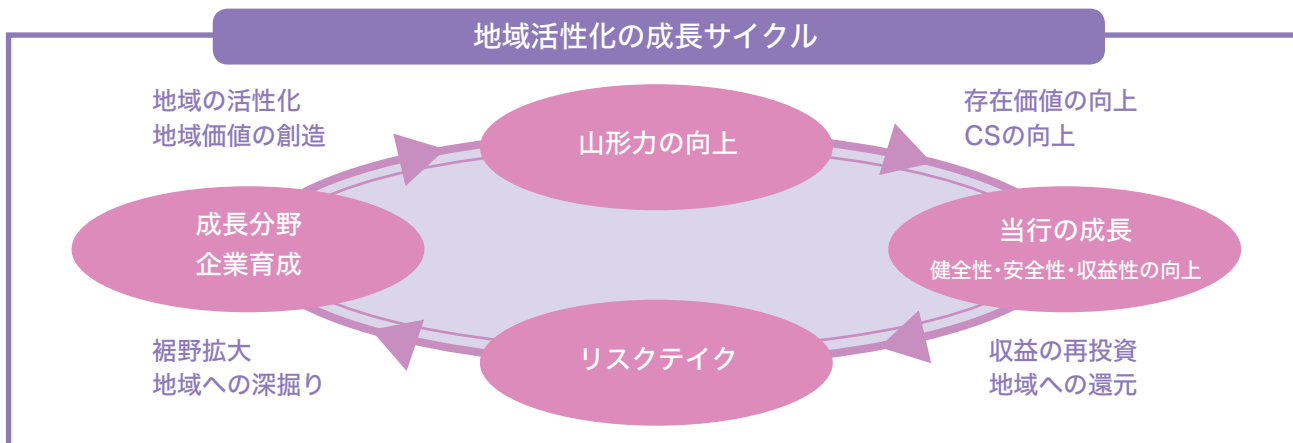 地域活性化の成長サイクル
地域の活性化
地域価値の創造
存在価値の向上
CSの向上
山形力の向上
成長分野
企業育成
当行の成長
健全性･安全性･収益性の向上
リスクテイク
裾野拡大
地域への深掘り
収益の再投資
地域への還元